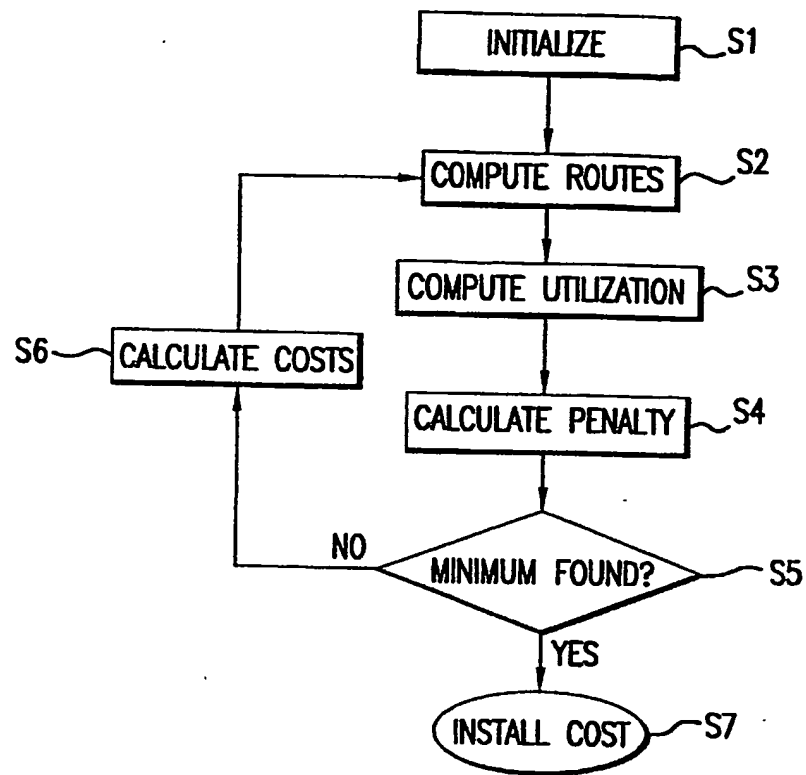 INITIALIZE S1
COMPUTE ROUTES S2
COMPUTE UTILIZATION S3
S6 CALCULATE COSTS
CALCULATE PENALTY S4
NO
MINIMUM FOUND? S5
YES
INSTALL COST S7